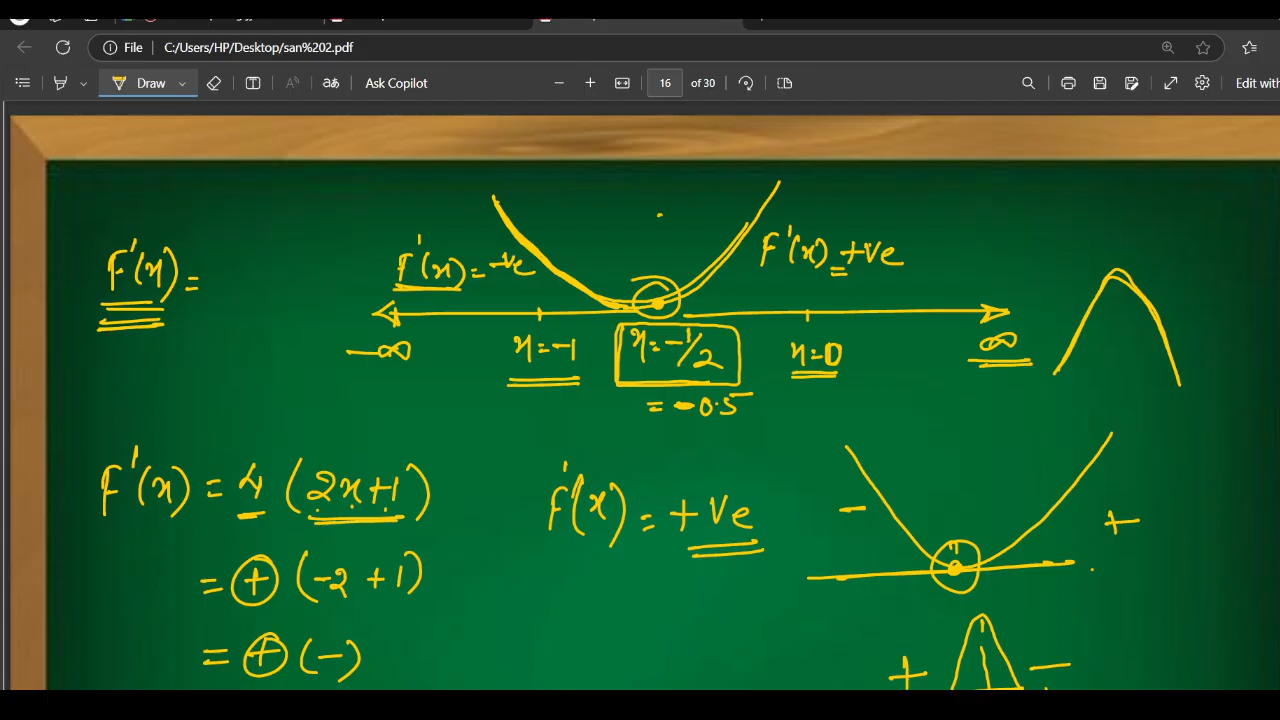 File | C:/Users/HP/Desktop/san%202.pdf
Draw Ask Copilot 16 of 30 Edit with
F'(x) =
F'(x) = -ve
F'(x) = +ve
-∞ x=-1 x=-1/2 x=0 ∞
= -0.5
F'(x) = 4 (2x+1)
= + (-2 +1)
= + (-)
F'(x) = +Ve
- +
+ -